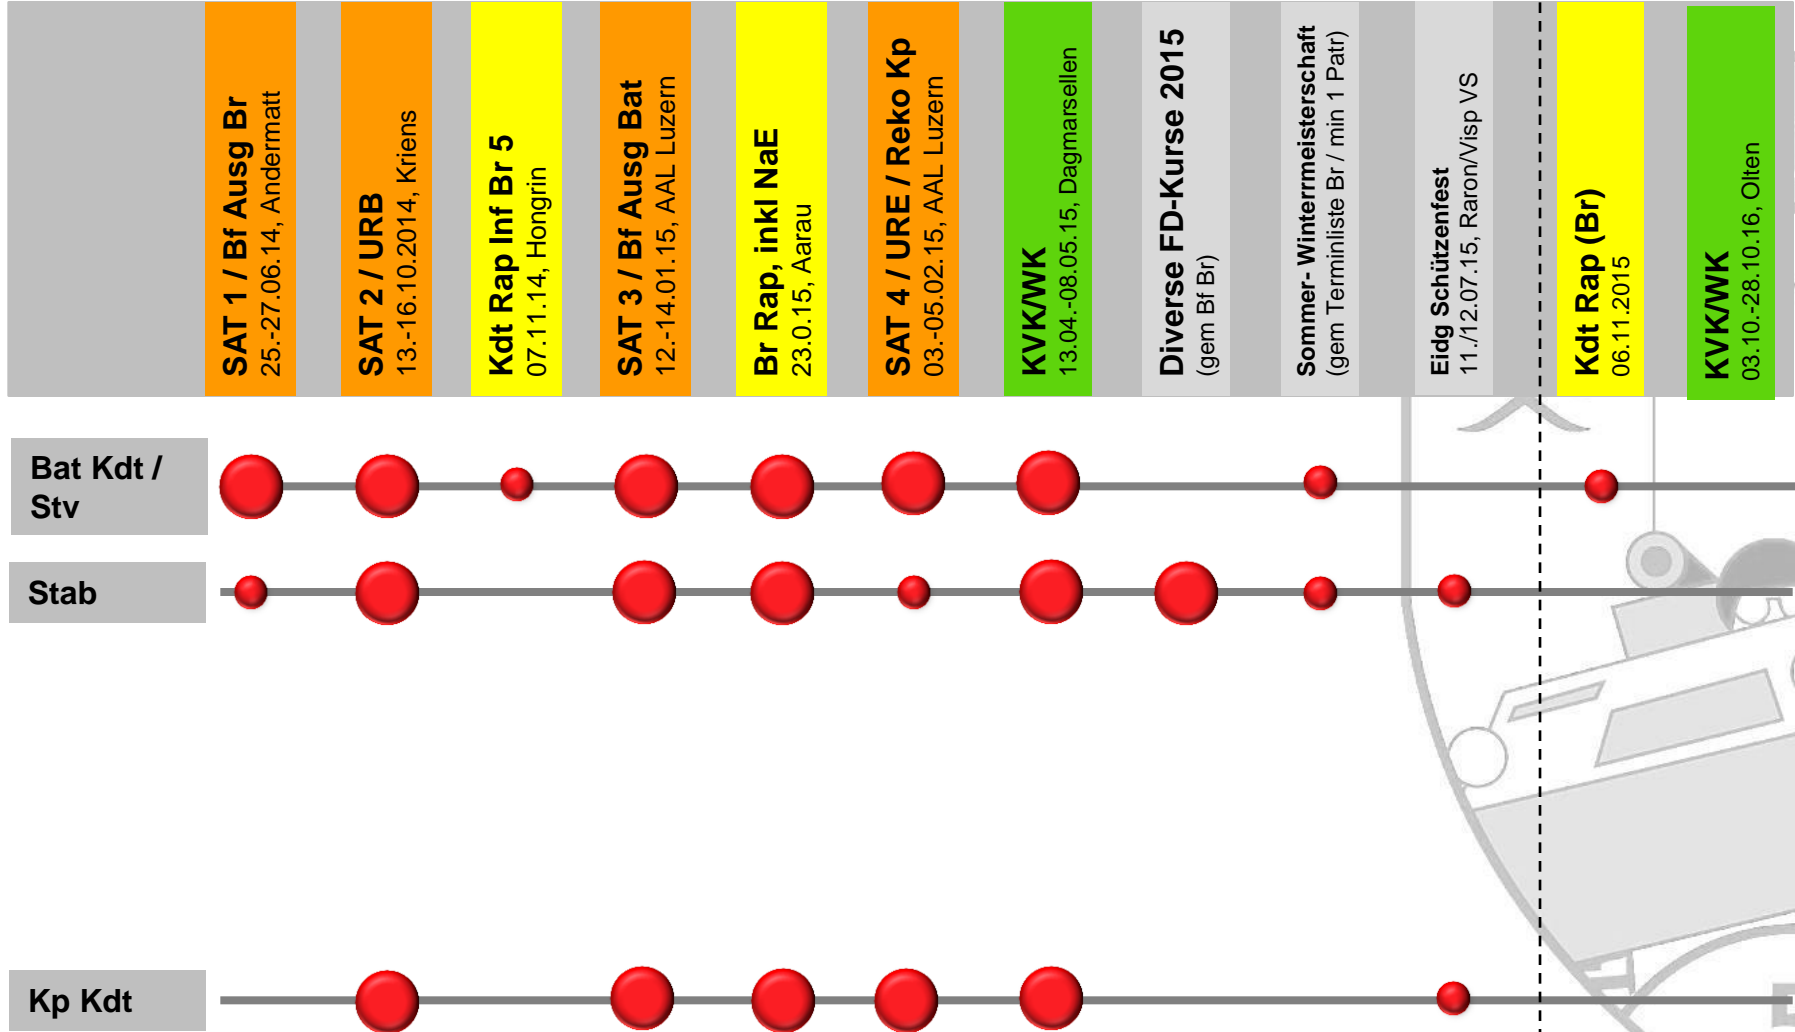 SAT 1 / Bf Ausg Br
25.-27.06.14, Andermatt
SAT 2 / URB
13.-16.10.2014, Kriens
Kdt Rap Inf Br 5
07.11.14, Hongrin
SAT 3 / Bf Ausg Bat
12.-14.01.15, AAL Luzern
Br Rap, inkl NaE
23.0.15, Aarau
SAT 4 / URE / Reko Kp
03.-05.02.15, AAL Luzern
KVK/WK
13.04.-08.05.15, Dagmarsellen
Diverse FD-Kurse 2015
(gem Bf Br)
Sommer- Winterrmeisterschaft
(gem Terminliste Br / min 1 Patr)
Eidg Schützenfest
11./12.07.15, Raron/Visp VS
Kdt Rap (Br)
06.11.2015
KVK/WK
03.10.-28.10.16, Olten
Bat Kdt /
Stv
Stab
Kp Kdt